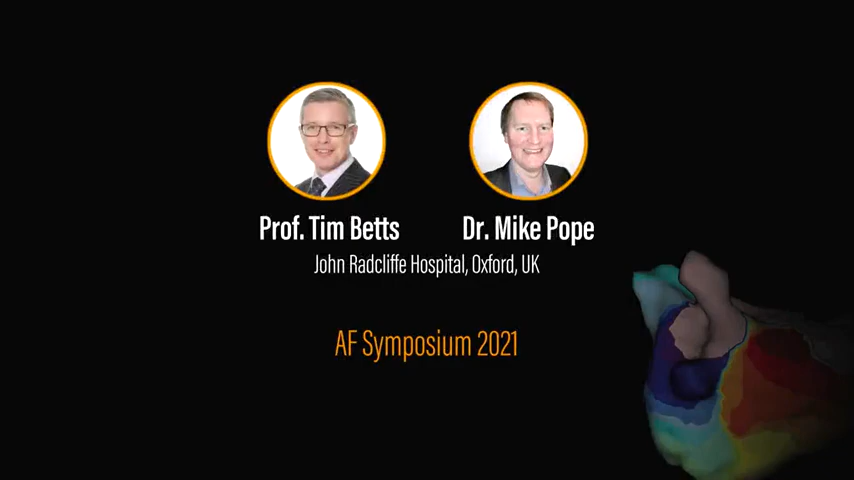 Prof. Tim Betts
Dr. Mike Pope
John Radcliffe Hospital, Oxford, UK
AF Symposium 2021